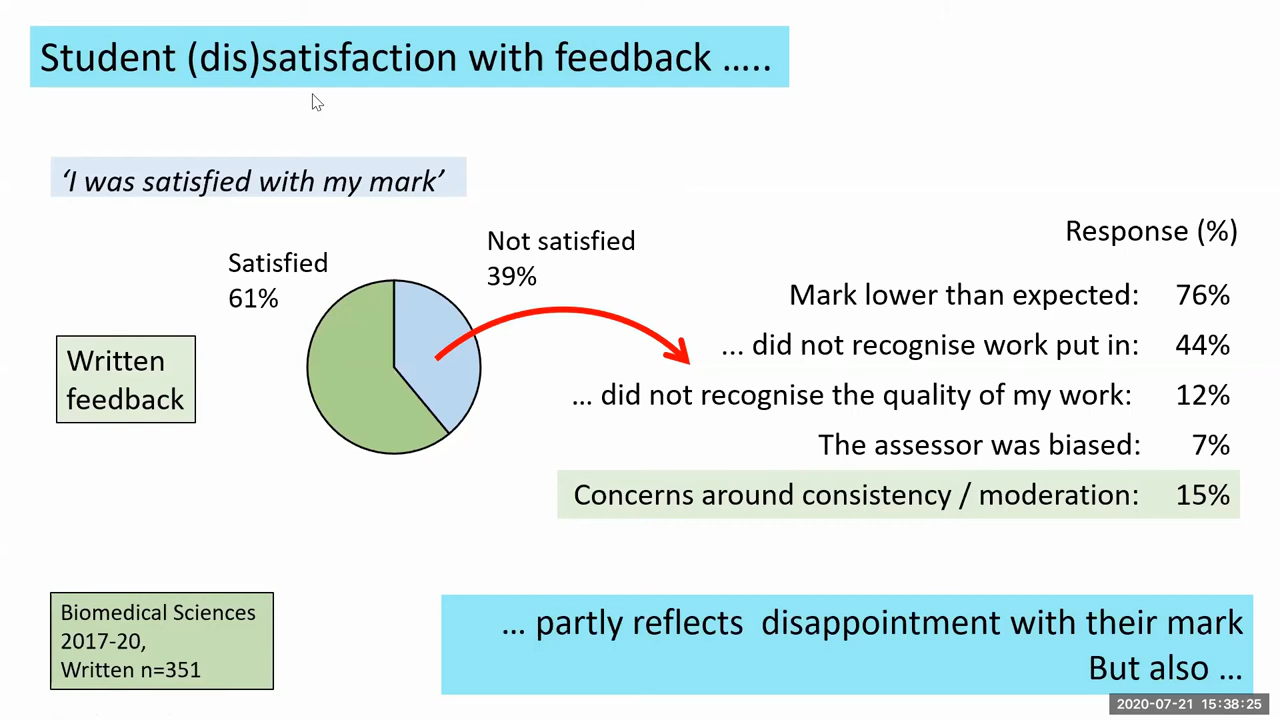 Student (dis)satisfaction with feedback …..
‘I was satisfied with my mark’
Satisfied
61%
Not satisfied
39%
Written
feedback
Response (%)
Mark lower than expected: 76%
... did not recognise work put in: 44%
… did not recognise the quality of my work: 12%
The assessor was biased: 7%
Concerns around consistency / moderation: 15%
Biomedical Sciences
2017-20,
Written n=351
… partly reflects disappointment with their mark
But also …
2020-07-21 15:38:25